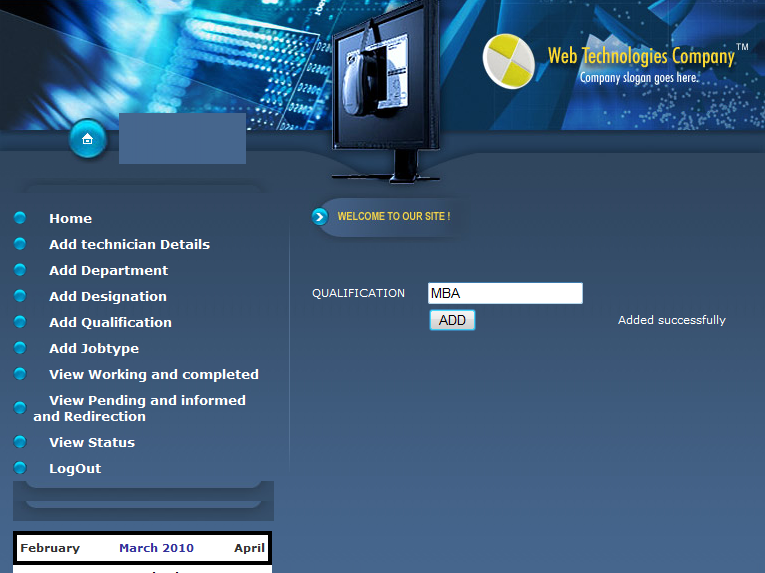 Web Technologies Company™
Company slogan goes here.
WELCOME TO OUR SITE !
Home
Add technician Details
Add Department
Add Designation
Add Qualification
Add Jobtype
View Working and completed
View Pending and informed
and Redirection
View Status
LogOut
QUALIFICATION MBA
ADD Added successfully
February March 2010 April